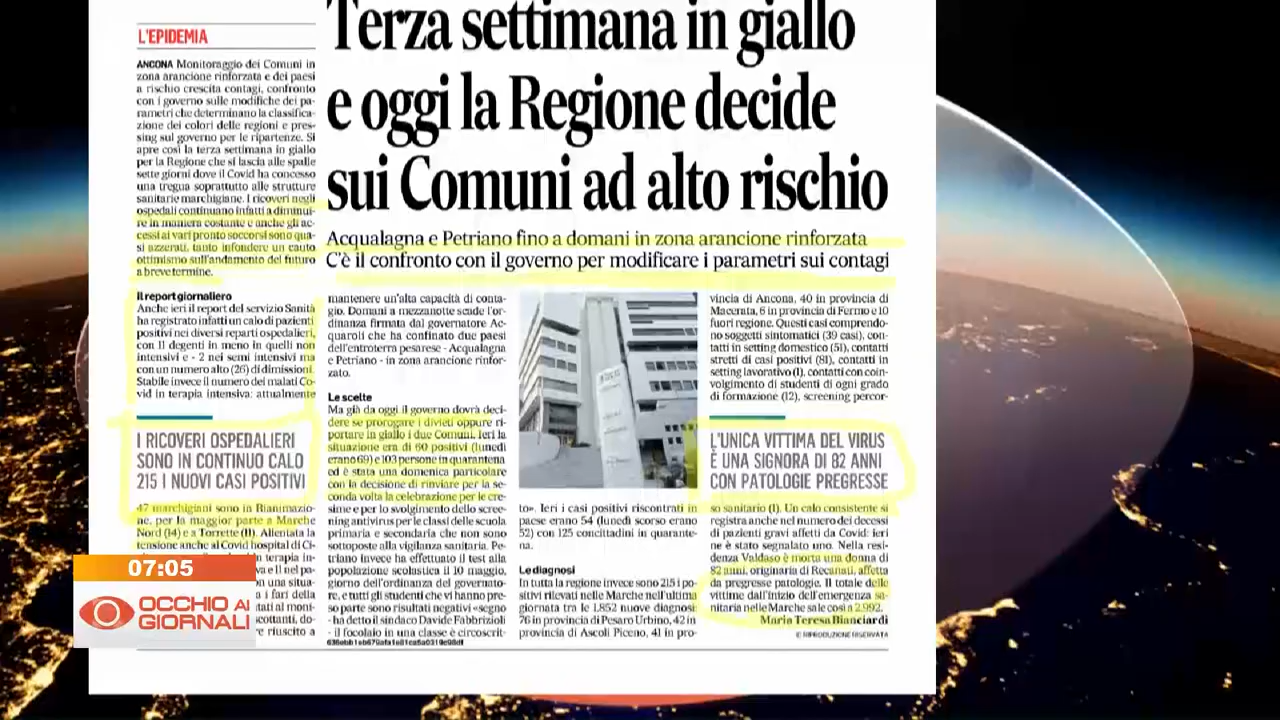 L'EPIDEMIA
Terza settimana in giallo
e oggi la Regione decide
sui Comuni ad alto rischio
Acqualagna e Petriano fino a domani in zona arancione rinforzata
C'è il confronto con il governo per modificare i parametri sui contagi
ANCONA Monitoraggio dei Comuni in
zona arancione rinforzata e dei paesi
a rischio crescita contagi, confronto
con i governo sulle modifiche dei pa-
rametri che determinano la classifica-
zione dei colori delle regioni e pres-
sing sul governo per le ripartenze. Si
apre così la terza settimana in giallo
per la Regione che si lascia alle spalle
sette giorni dove il Covid ha concesso
una tregua soprattutto alle strutture
sanitarie marchigiane. I ricoveri negli
ospedali continuano infatti a diminui-
re in maniera costante e anche gli ac-
cessi ai vari pronto soccorsi sono qua-
si azzerati, tanto infondere un cauto
ottimismo sull'andamento del futuro
a breve termine.
Il report giornaliero
Anche ieri il report del servizio Sanità
ha registrato infatti un calo di pazienti
positivi nei diversi reparti ospedalieri,
con 11 degenti in meno in quelli non
intensivi e - 2 nei semi intensivi ma
con un numero alto (26) di dimissioni.
Stabile invece il numero dei malati Co-
vid in terapia intensiva: attualmente
I RICOVERI OSPEDALIERI
SONO IN CONTINUO CALO
215 I NUOVI CASI POSITIVI
47 marchigiani sono in Rianimazio-
ne, per la maggior parte a Marche
Nord (14) e a Torrette (11). Allentata la
tensione anche al Covid hospital di Ci-
terapia in-
va e 11 nel pa-
on una situa-
a i fari della
tati al moni-
scottanti, do-
re riuscito a
mantenere un'alta capacità di conta-
gio. Domani a mezzanotte scade l'or-
dinanza firmata dal governatore Ac-
quaroli che ha confinato due paesi
dell'entroterra pesarese - Acqualagna
e Petriano - in zona arancione rinfor-
zato.
Le scelte
Ma già da oggi il governo dovrà deci-
dere se prorogare i divieti oppure ri-
portare in giallo i due Comuni. Ieri la
situazione era di 60 positivi (lunedì
erano 69) e 103 persone in quarantena
ed è stata una domenica particolare
con la decisione di rinviare per la se-
conda volta la celebrazione per le cre-
sime e per lo svolgimento dello scree-
ning antivirus per le classi delle scuola
primaria e secondaria che non sono
sottoposte alla vigilanza sanitaria. Pe-
triano invece ha effettuato il test alla
popolazione scolastica il 10 maggio,
giorno dell'ordinanza del governato-
re, e tutti gli studenti che vi hanno pre-
so parte sono risultati negativi «segno
- ha detto il sindaco Davide Fabbrizioli
- il focolaio in una classe è circoscrit-
to». Ieri i casi positivi riscontrati in
paese erano 54 (lunedì scorso erano
52) con 125 concittadini in quarante-
na.
Le diagnosi
In tutta la regione invece sono 215 i po-
sitivi rilevati nelle Marche nell'ultima
giornata tra le 1.852 nuove diagnosi:
76 in provincia di Pesaro Urbino, 42 in
provincia di Ascoli Piceno, 41 in pro-
vincia di Ancona, 40 in provincia di
Macerata, 6 in provincia di Fermo e 10
fuori regione. Questi casi comprendo-
no soggetti sintomatici (39 casi), con-
tatti in setting domestico (51), contatti
stretti di casi positivi (81), contatti in
setting lavorativo (1), contatti con coin-
volgimento di studenti di ogni grado
di formazione (12), screening percor-
L'UNICA VITTIMA DEL VIRUS
È UNA SIGNORA DI 82 ANNI
CON PATOLOGIE PREGRESSE
so sanitario (1). Un calo consistente si
registra anche nel numero dei decessi
di pazienti gravi affetti da Covid: ieri
ne è stato segnalato uno. Nella resi-
denza Valdaso è morta una donna di
82 anni, originaria di Recanati, affetta
da pregresse patologie. Il totale delle
vittime dall'inizio dell'emergenza sa-
nitaria nelle Marche sale così a 2.992.
Maria Teresa Bianciardi
© RIPRODUZIONE RISERVATA
07:05
OCCHIO AI
GIORNALI